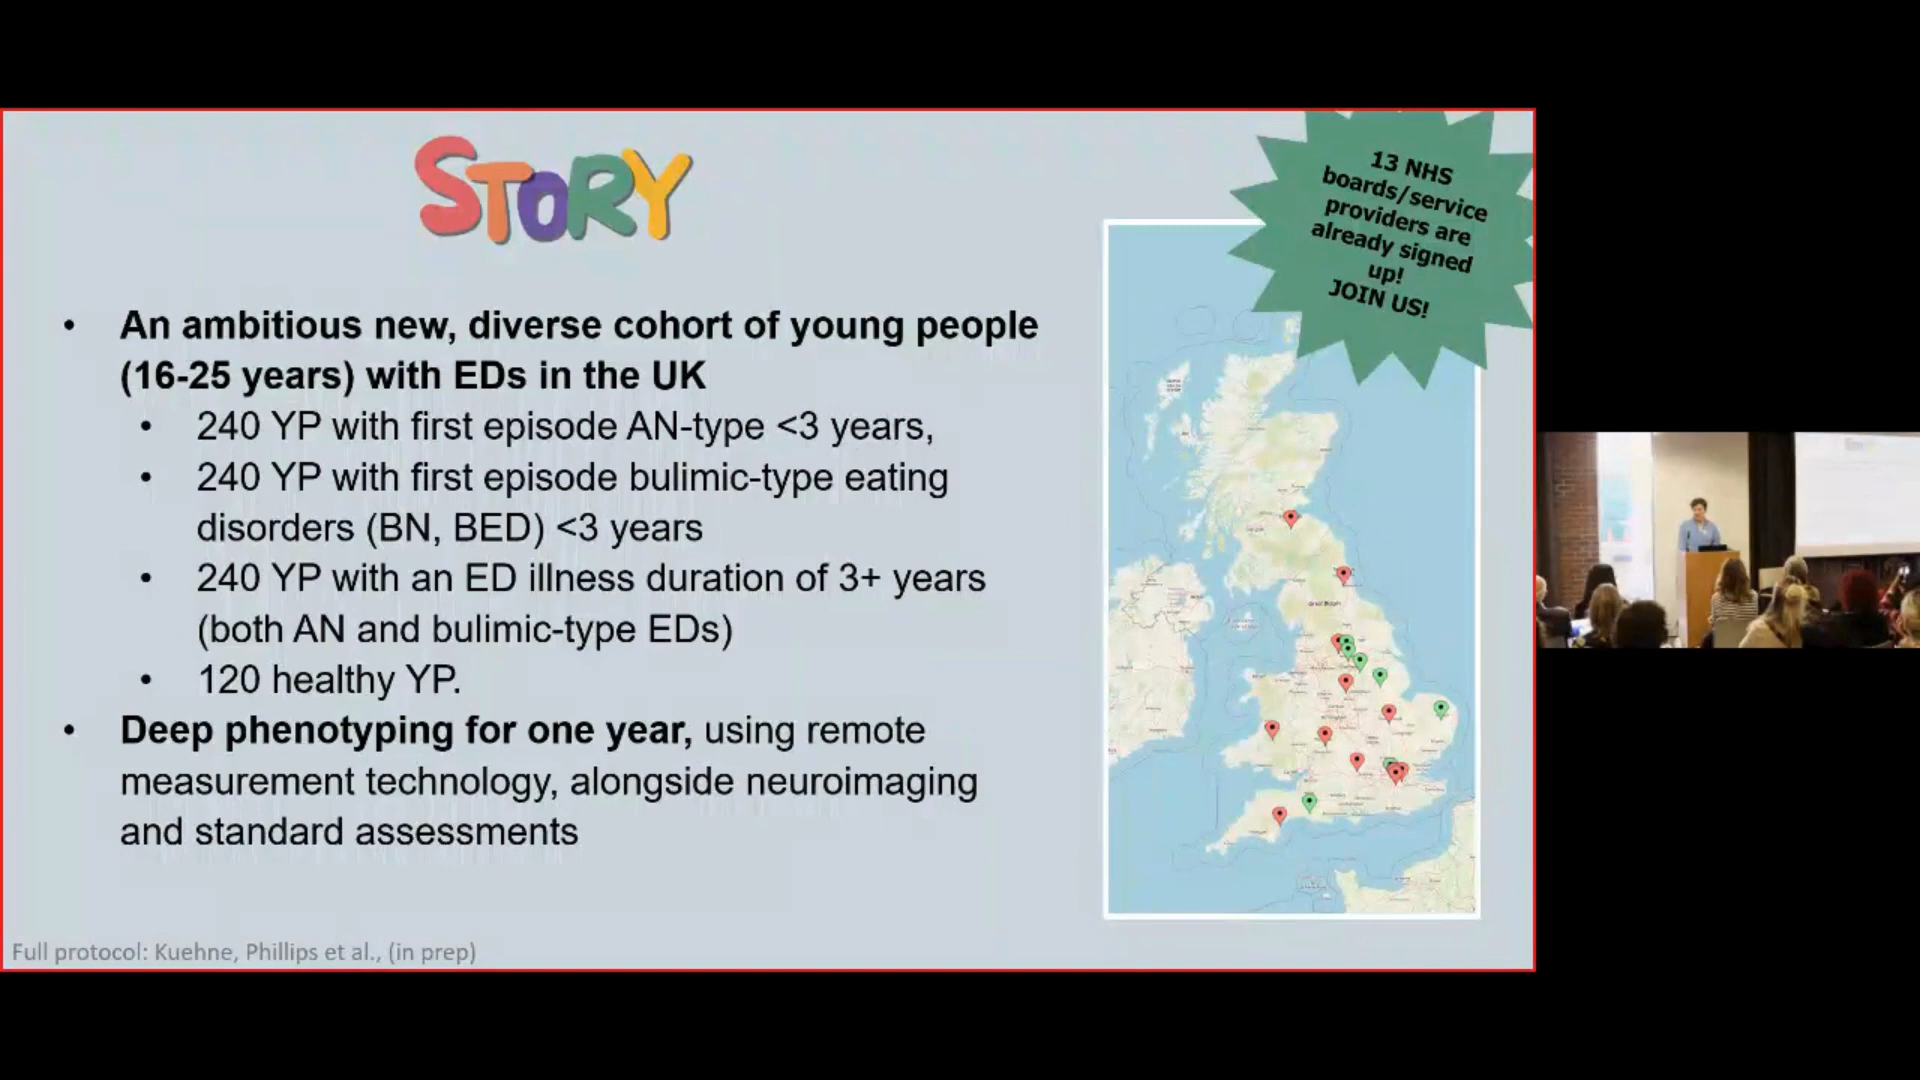 STORY
13 NHS
boards/service
providers are
already signed
up!
JOIN US!
• An ambitious new, diverse cohort of young people
(16-25 years) with EDs in the UK
• 240 YP with first episode AN-type <3 years,
• 240 YP with first episode bulimic-type eating
disorders (BN, BED) <3 years
• 240 YP with an ED illness duration of 3+ years
(both AN and bulimic-type EDs)
• 120 healthy YP.
• Deep phenotyping for one year, using remote
measurement technology, alongside neuroimaging
and standard assessments
Full protocol: Kuehne, Phillips et al., (in prep)